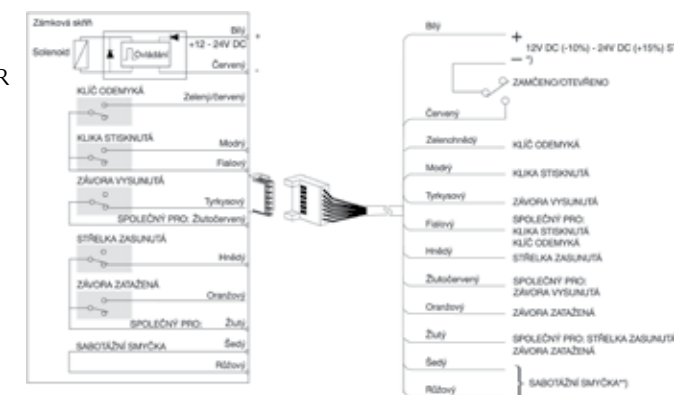 R
Zámková skříň
Solenoid
Ovládání
Bílý
+
+12 - 24V DC
Červený
-
KLÍČ ODEMYKÁ
Zelený/červený
KLIKA STISKNUTÁ
Modrý
Fialový
ZÁVORA VYSUNUTÁ
Tyrkysový
SPOLEČNÝ PRO: Žlutočervený
STŘELKA ZASUNUTÁ
Hnědý
ZÁVORA ZATAŽENÁ
Oranžový
SPOLEČNÝ PRO: Žlutý
SABOTÁŽNÍ SMYČKA
Šedý
Růžový
Bílý
+
12V DC (-10%) - 24V DC (+15%) ST
— *)
ZAMČENO/OTEVŘENO
Červený
Zelenohnědý
KLÍČ ODEMYKÁ
Modrý
KLIKA STISKNUTÁ
Tyrkysový
ZÁVORA VYSUNUTÁ
Fialový
SPOLEČNÝ PRO:
KLIKA STISKNUTÁ
KLÍČ ODEMYKÁ
Hnědý
STŘELKA ZASUNUTÁ
Žlutočervený
SPOLEČNÝ PRO:
ZÁVORA VYSUNUTÁ
Oranžový
ZÁVORA ZATAŽENÁ
Žlutý
SPOLEČNÝ PRO: STŘELKA ZASUNUTÁ
ZÁVORA ZATAŽENÁ
Šedý
SABOTÁŽNÍ SMYČKA**)
Růžový